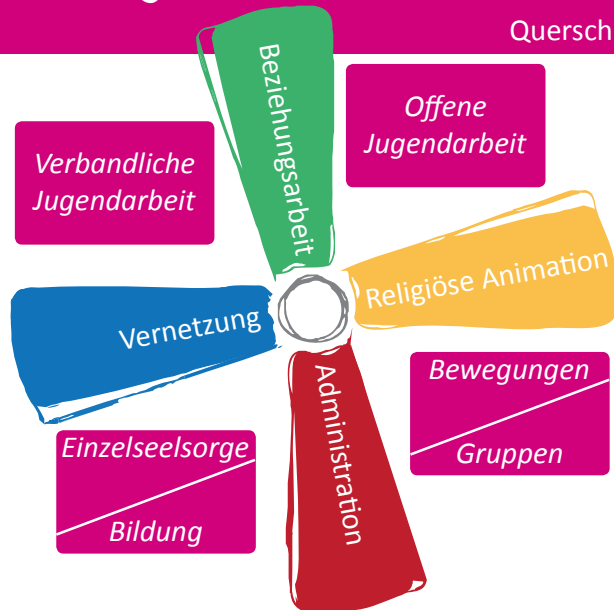 Quersch
Beziehungsarbeit
Offene
Jugendarbeit
Verbandliche
Jugendarbeit
Religiöse Animation
Vernetzung
Administration
Bewegungen
Gruppen
Einzelseelsorge
Bildung